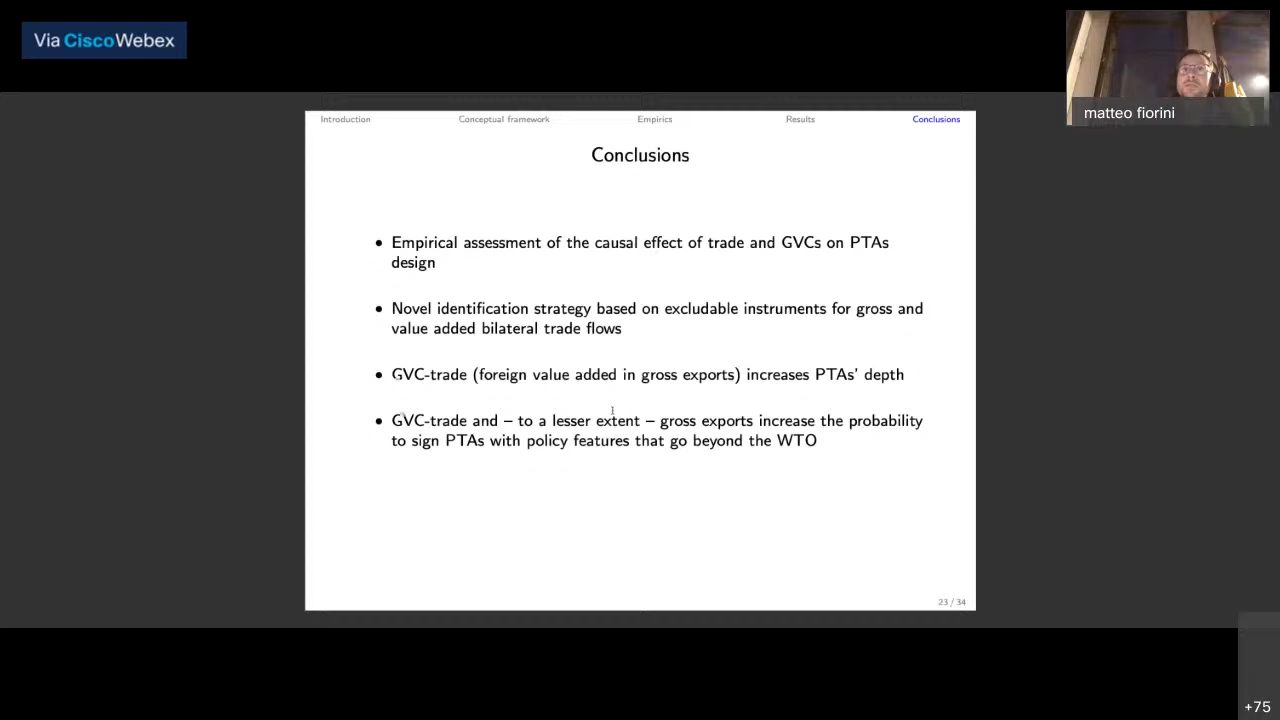 Via CiscoWebex
matteo fiorini
Introduction
Conceptual framework
Empirics
Results
Conclusions
Conclusions
• Empirical assessment of the causal effect of trade and GVCs on PTAs
design
• Novel identification strategy based on excludable instruments for gross and
value added bilateral trade flows
• GVC-trade (foreign value added in gross exports) increases PTAs' depth
• GVC-trade and – to a lesser extent – gross exports increase the probability
to sign PTAs with policy features that go beyond the WTO
23 / 34
+75